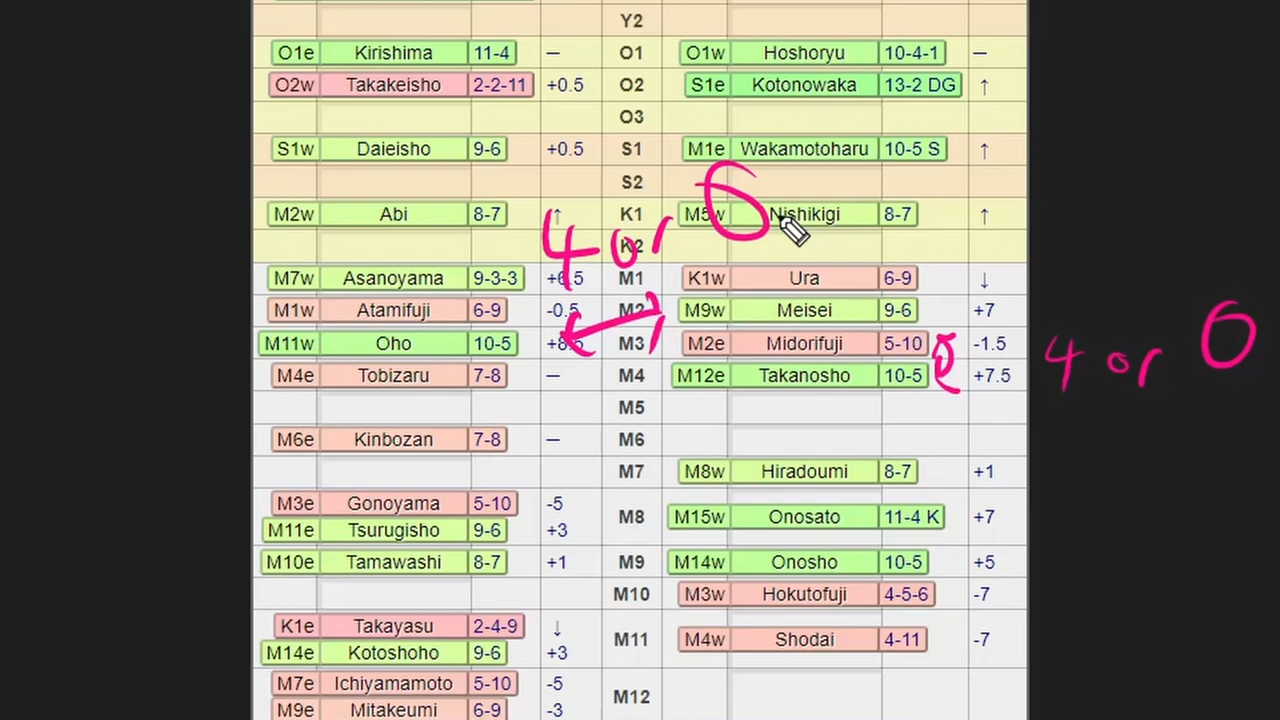 Y2
O1e Kirishima 11-4 — O1 O1w Hoshoryu 10-4-1 —
O2w Takakeisho 2-2-11 +0.5 O2 S1e Kotonowaka 13-2 DG ↑
O3
S1w Daieisho 9-6 +0.5 S1 M1e Wakamotoharu 10-5 S ↑
S2
M2w Abi 8-7 ↑ K1 M5w Nishikigi 8-7 ↑
4 or 6
K2
M7w Asanoyama 9-3-3 +6.5 M1 K1w Ura 6-9 ↓
M1w Atamifuji 6-9 -0.5 M2 M9w Meisei 9-6 +7
M11w Oho 10-5 +8.5 M3 M2e Midorifuji 5-10 -1.5
4 or 6
M4e Tobizaru 7-8 — M4 M12e Takanosho 10-5 +7.5
M5
M6e Kinbozan 7-8 — M6
M7 M8w Hiradoumi 8-7 +1
M3e Gonoyama 5-10 -5
M8 M15w Onosato 11-4 K +7
M11e Tsurugisho 9-6 +3
M10e Tamawashi 8-7 +1 M9 M14w Onosho 10-5 +5
M10 M3w Hokutofuji 4-5-6 -7
K1e Takayasu 2-4-9 ↓
M11 M4w Shodai 4-11 -7
M14e Kotoshoho 9-6 +3
M7e Ichiyamamoto 5-10 -5
M12
M9e Mitakeumi 6-9 -3